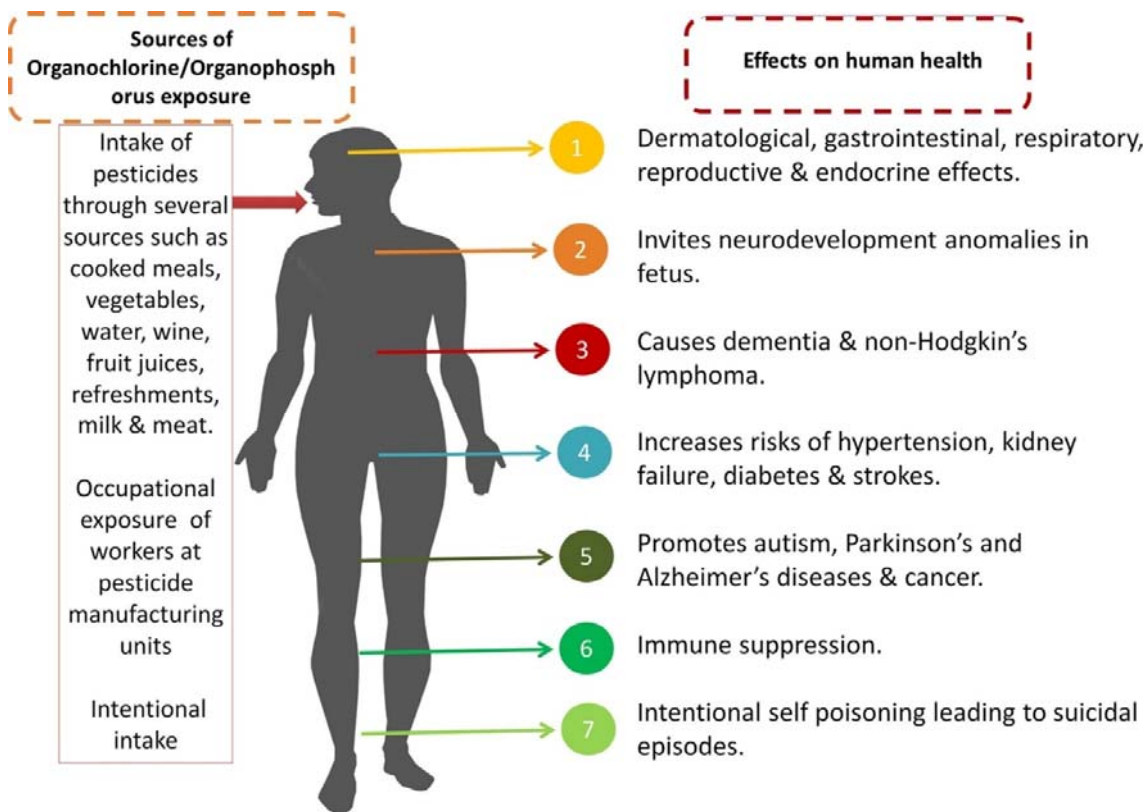 Sources of
Organochlorine/Organophosph
orus exposure
Intake of
pesticides
through several
sources such as
cooked meals,
vegetables,
water, wine,
fruit juices,
refreshments,
milk & meat.
Occupational
exposure of
workers at
pesticide
manufacturing
units
Intentional
intake
Effects on human health
1
Dermatological, gastrointestinal, respiratory,
reproductive & endocrine effects.
2
Invites neurodevelopment anomalies in
fetus.
3
Causes dementia & non-Hodgkin's
lymphoma.
4
Increases risks of hypertension, kidney
failure, diabetes & strokes.
5
Promotes autism, Parkinson's and
Alzheimer's diseases & cancer.
6
Immune suppression.
7
Intentional self poisoning leading to suicidal
episodes.